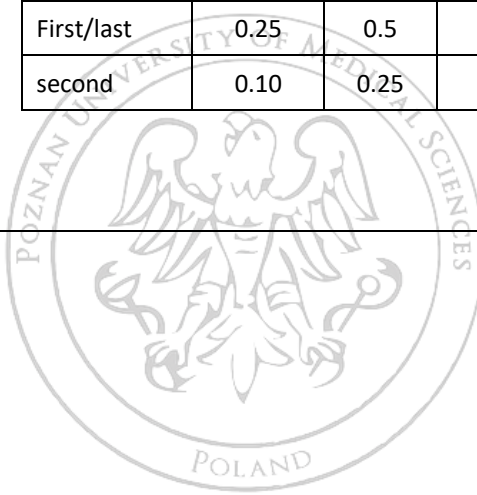 First/last 0.25 0.5
second 0.10 0.25
POZNAN UNIVERSITY OF MEDICAL SCIENCES
POLAND